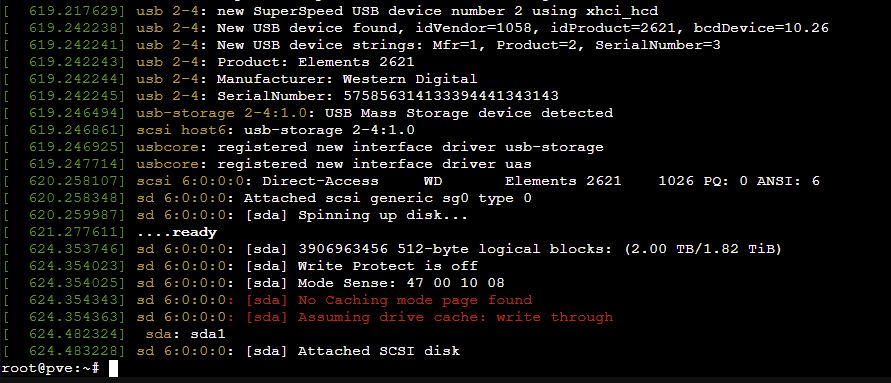 [  619.217629] usb 2-4: new SuperSpeed USB device number 2 using xhci_hcd
[  619.242238] usb 2-4: New USB device found, idVendor=1058, idProduct=2621, bcdDevice=10.26
[  619.242241] usb 2-4: New USB device strings: Mfr=1, Product=2, SerialNumber=3
[  619.242243] usb 2-4: Product: Elements 2621
[  619.242244] usb 2-4: Manufacturer: Western Digital
[  619.242245] usb 2-4: SerialNumber: 575856314133394441343143
[  619.246494] usb-storage 2-4:1.0: USB Mass Storage device detected
[  619.246861] scsi host6: usb-storage 2-4:1.0
[  619.246925] usbcore: registered new interface driver usb-storage
[  619.247714] usbcore: registered new interface driver uas
[  620.258107] scsi 6:0:0:0: Direct-Access     WD       Elements 2621    1026 PQ: 0 ANSI: 6
[  620.258348] sd 6:0:0:0: Attached scsi generic sg0 type 0
[  620.259987] sd 6:0:0:0: [sda] Spinning up disk...
[  621.277611] ....ready
[  624.353746] sd 6:0:0:0: [sda] 3906963456 512-byte logical blocks: (2.00 TB/1.82 TiB)
[  624.354023] sd 6:0:0:0: [sda] Write Protect is off
[  624.354025] sd 6:0:0:0: [sda] Mode Sense: 47 00 10 08
[  624.354343] sd 6:0:0:0: [sda] No Caching mode page found
[  624.354363] sd 6:0:0:0: [sda] Assuming drive cache: write through
[  624.482324]  sda: sda1
[  624.483228] sd 6:0:0:0: [sda] Attached SCSI disk
root@pve:~#